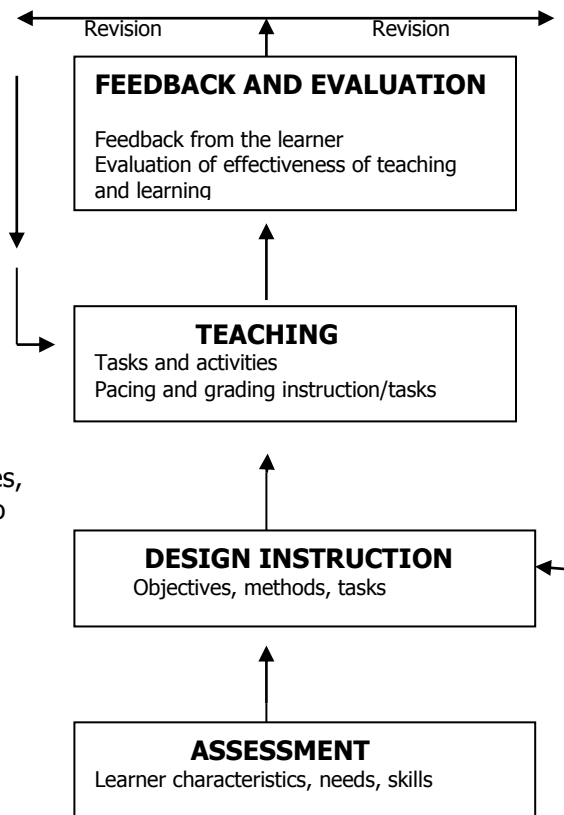 Revision Revision
FEEDBACK AND EVALUATION
Feedback from the learner
Evaluation of effectiveness of teaching
and learning
TEACHING
Tasks and activities
Pacing and grading instruction/tasks
DESIGN INSTRUCTION
Objectives, methods, tasks
ASSESSMENT
Learner characteristics, needs, skills